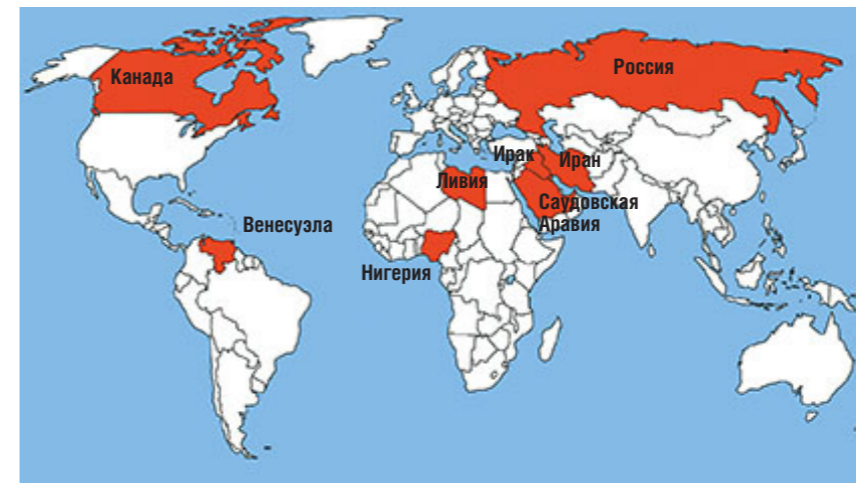 Канада
Россия
Ирак
Иран
Ливия
Саудовская
Аравия
Венесуэла
Нигерия